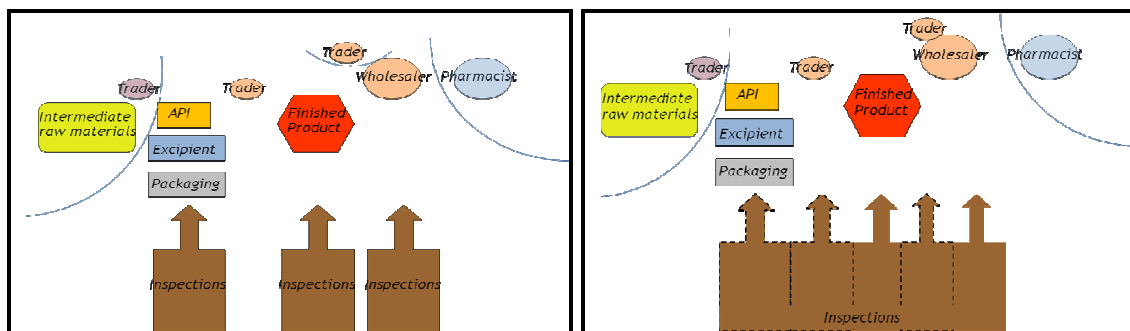 Trader
Wholesaler
Pharmacist
Trader
Trader
Intermediate
raw materials
API
Finished
Product
Excipient
Packaging
Inspections
Inspections
Inspections
Trader
Wholesaler
Pharmacist
Trader
Trader
Intermediate
raw materials
API
Finished
Product
Excipient
Packaging
Inspections